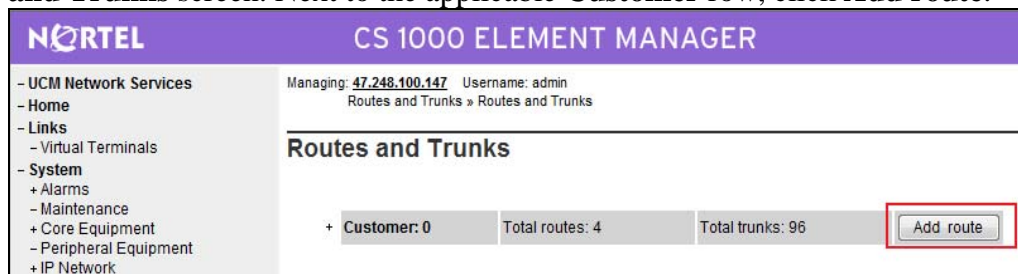 and Trunks screen. Next to the applicable Customer row, click Add route.
NORTEL
CS 1000 ELEMENT MANAGER
– UCM Network Services
– Home
– Links
– Virtual Terminals
– System
+ Alarms
– Maintenance
+ Core Equipment
– Peripheral Equipment
+ IP Network
Managing: 47.248.100.147 Username: admin
Routes and Trunks » Routes and Trunks
Routes and Trunks
+ Customer: 0 Total routes: 4 Total trunks: 96 Add route